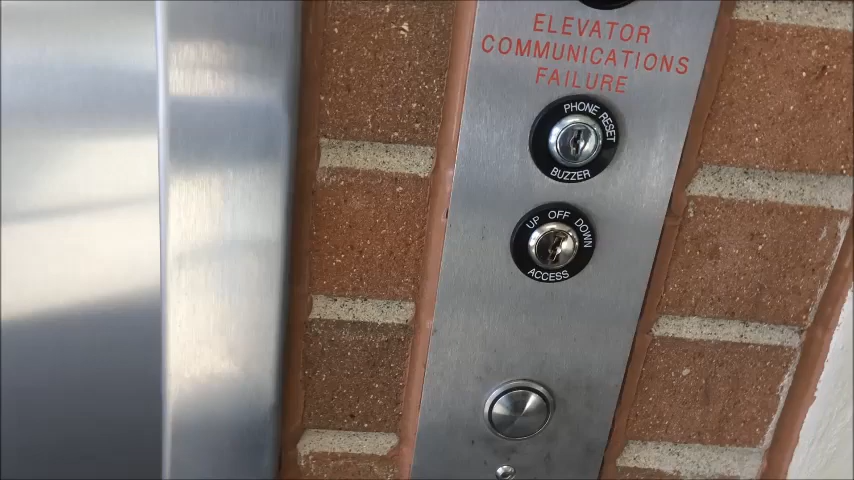 ELEVATOR
COMMUNICATIONS
FAILURE
PHONE RESET
BUZZER
UP OFF DOWN
ACCESS